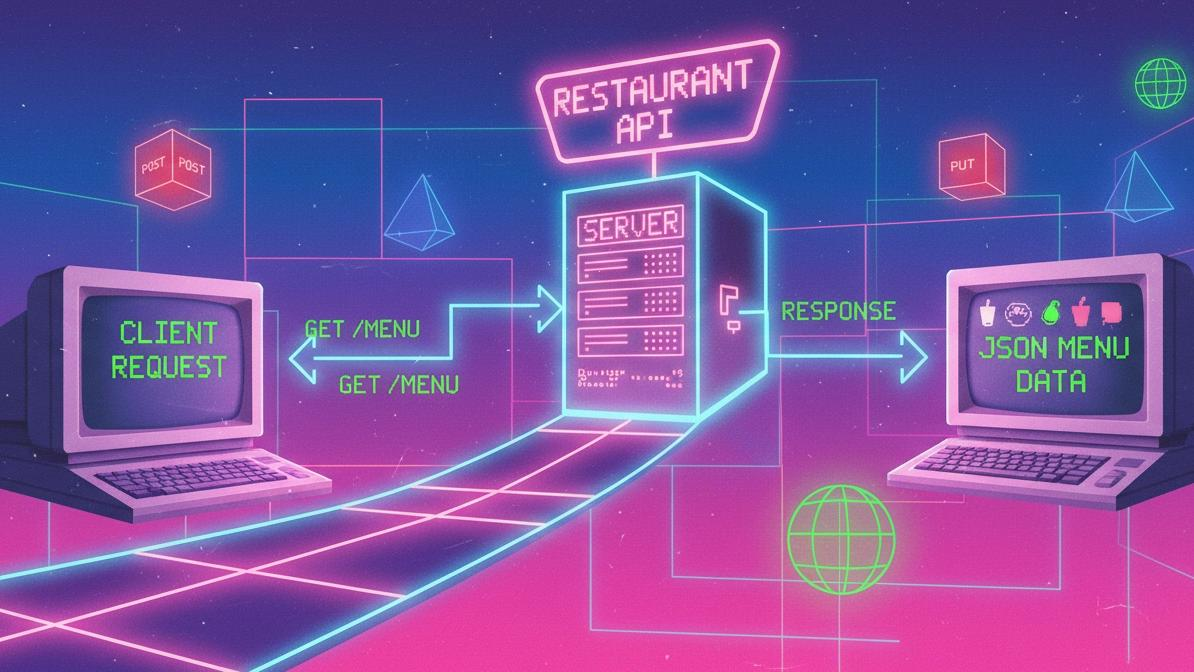 RESTAURANT
API
POST POST
PUT
SERVER
CLIENT
REQUEST
GET /MENU
GET /MENU
RESPONSE
JSON MENU
DATA